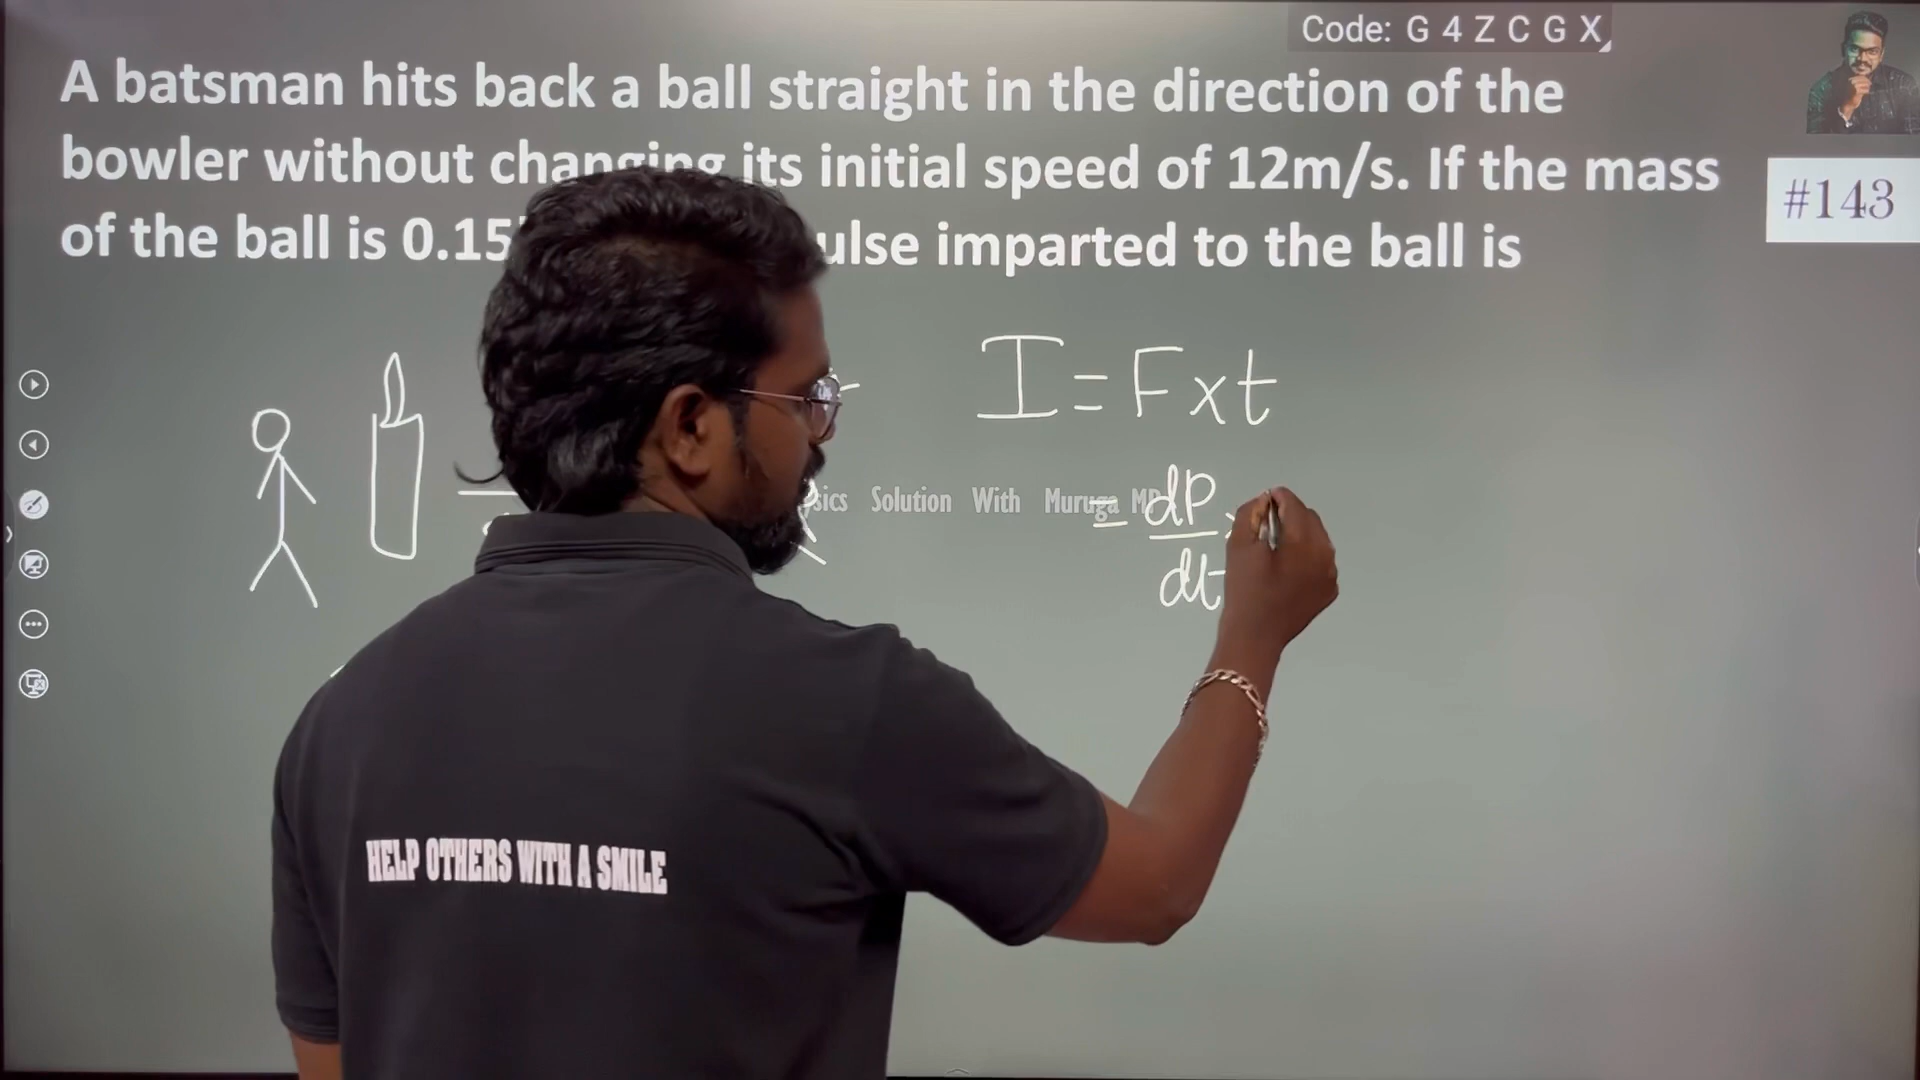 Code: G 4 Z C G X
A batsman hits back a ball straight in the direction of the
bowler without changing its initial speed of 12m/s. If the mass
#143
of the ball is 0.15 imparted to the ball is
I = F x t
Solution With Muruga MP
= dP
dt
HELP OTHERS WITH A SMILE